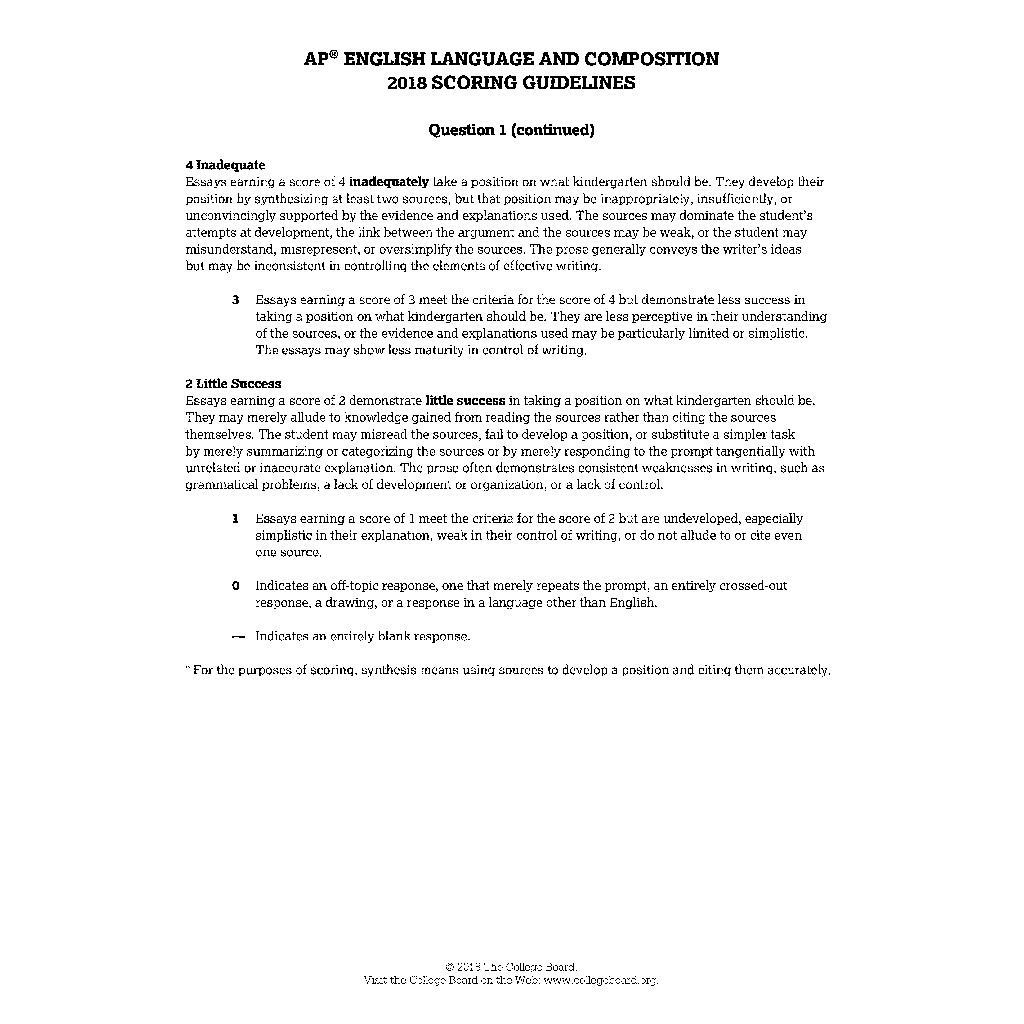 AP® ENGLISH LANGUAGE AND COMPOSITION
2018 SCORING GUIDELINES
Question 1 (continued)
4 Inadequate
Essays earning a score of 4 inadequately take a position on what kindergarten should be. They develop their
position by synthesizing at least two sources, but that position may be inappropriately, insufficiently, or
unconvincingly supported by the evidence and explanations used. The sources may dominate the student’s
attempts at development, the link between the argument and the sources may be weak, or the student may
misunderstand, misrepresent, or oversimplify the sources. The prose generally conveys the writer’s ideas
but may be inconsistent in controlling the elements of effective writing.
3 Essays earning a score of 3 meet the criteria for the score of 4 but demonstrate less success in
taking a position on what kindergarten should be. They are less perceptive in their understanding
of the sources, or the evidence and explanations used may be particularly limited or simplistic.
The essays may show less maturity in control of writing.
2 Little Success
Essays earning a score of 2 demonstrate little success in taking a position on what kindergarten should be.
They may merely allude to knowledge gained from reading the sources rather than citing the sources
themselves. The student may misread the sources, fail to develop a position, or substitute a simpler task
by merely summarizing or categorizing the sources or by merely responding to the prompt tangentially with
unrelated or inaccurate explanation. The prose often demonstrates consistent weaknesses in writing, such as
grammatical problems, a lack of development or organization, or a lack of control.
1 Essays earning a score of 1 meet the criteria for the score of 2 but are undeveloped, especially
simplistic in their explanation, weak in their control of writing, or do not allude to or cite even
one source.
0 Indicates an off-topic response, one that merely repeats the prompt, an entirely crossed-out
response, a drawing, or a response in a language other than English.
— Indicates an entirely blank response.
* For the purposes of scoring, synthesis means using sources to develop a position and citing them accurately.
© 2018 The College Board.
Visit the College Board on the Web: www.collegeboard.org.